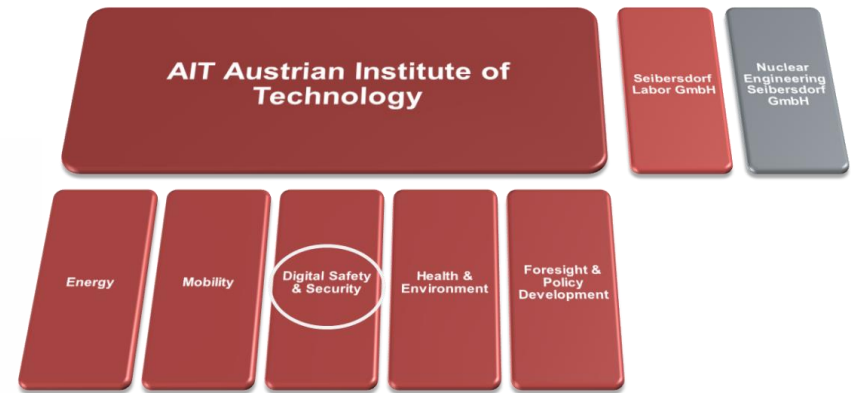 AIT Austrian Institute of
Technology
Seibersdorf
Labor GmbH
Nuclear
Engineering
Seibersdorf
GmbH
Energy
Mobility
Digital Safety
& Security
Health &
Environment
Foresight &
Policy
Development